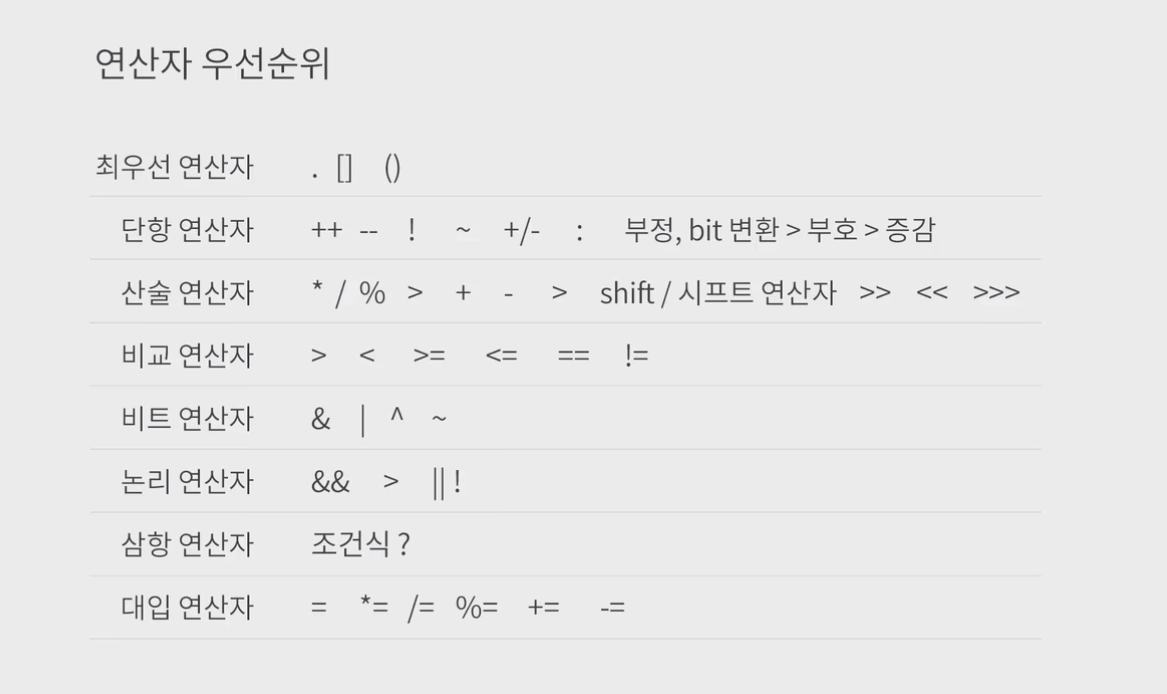 연산자 우선순위
최우선 연산자 . [] ()
단항 연산자 ++ -- ! ~ +/- : 부정, bit 변환 > 부호 > 증감
산술 연산자 * / % > + - > shift / 시프트 연산자 >> << >>>
비교 연산자 > < >= <= == !=
비트 연산자 & | ^ ~
논리 연산자 && > || !
삼항 연산자 조건식 ?
대입 연산자 = *= /= %= += -=